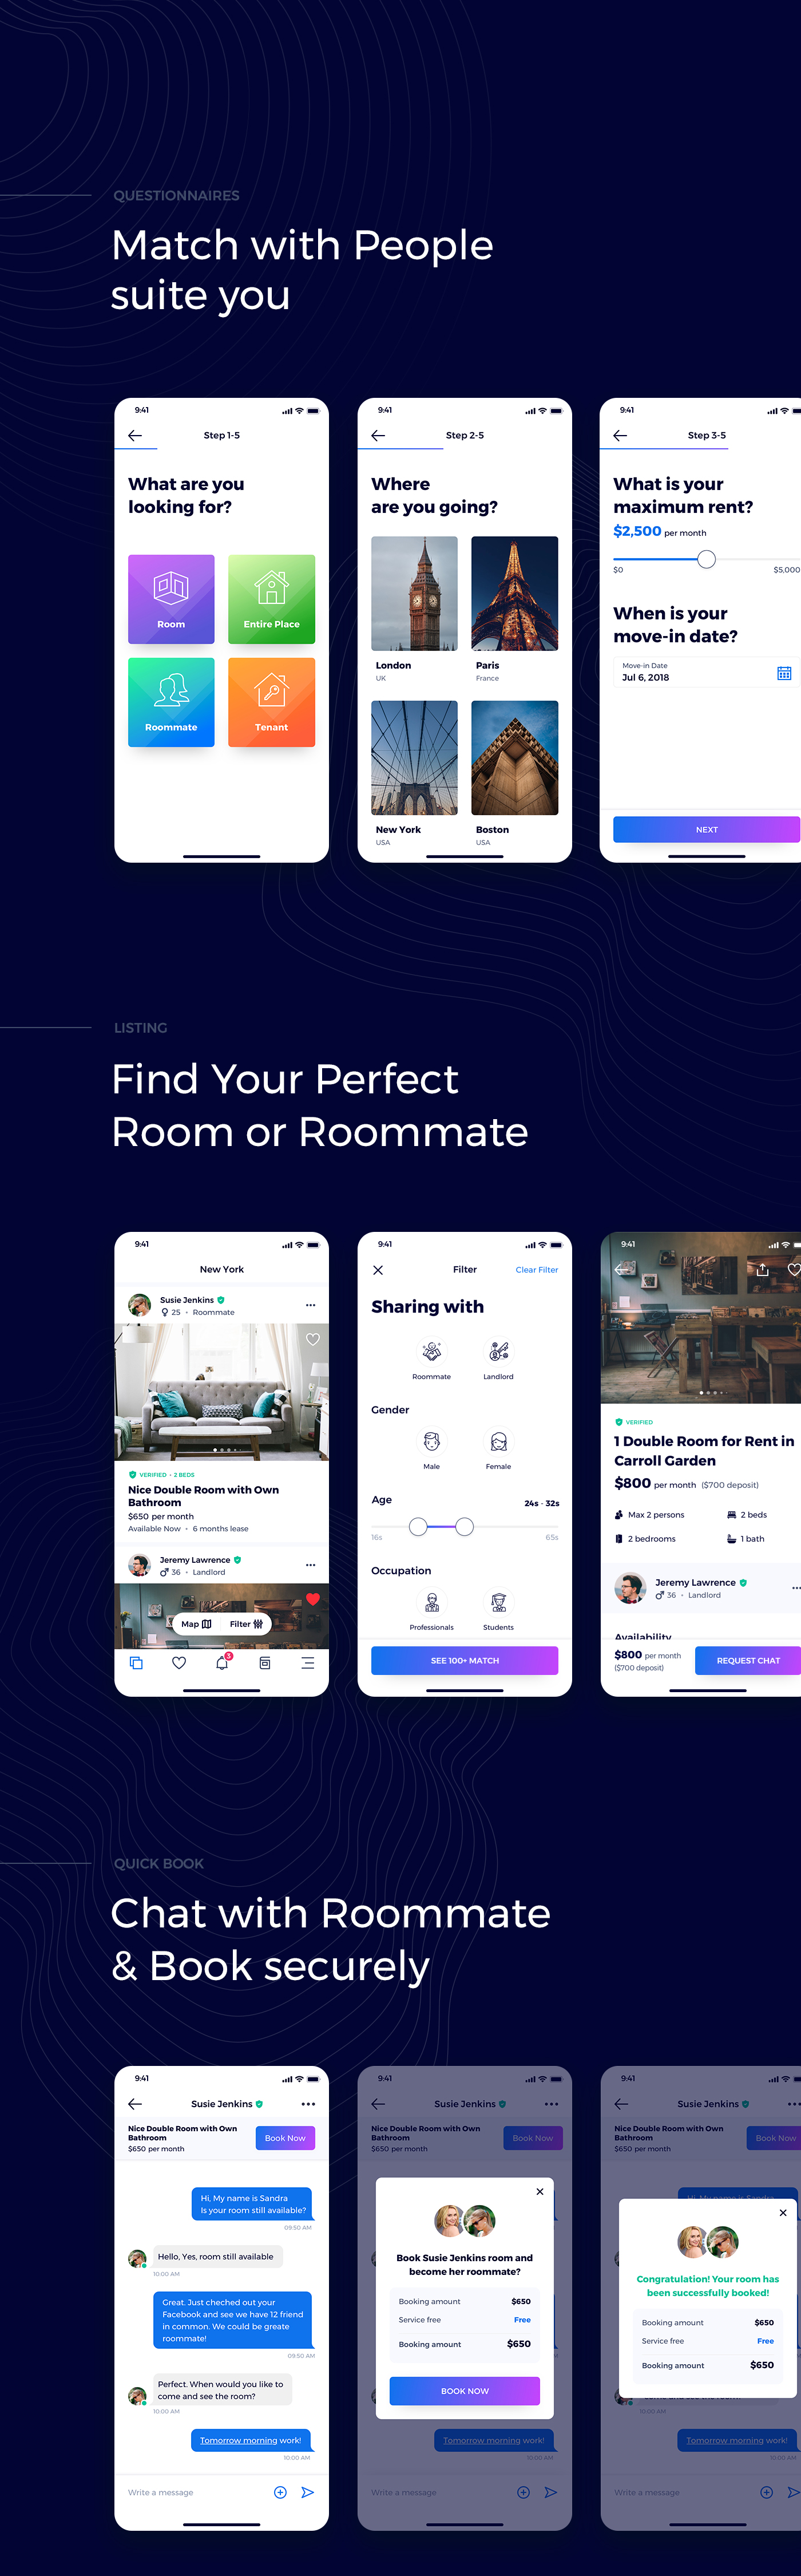 QUESTIONNAIRES
Match with People
suite you
9:41
Step 1-5
What are you
looking for?
Room
Entire Place
Roommate
Tenant
9:41
Step 2-5
Where
are you going?
London
UK
Paris
France
New York
USA
Boston
USA
9:41
Step 3-5
What is your
maximum rent?
$2,500 per month
$0
$5,000
When is your
move-in date?
Move-in Date
Jul 6, 2018
NEXT
LISTING
Find Your Perfect
Room or Roommate
9:41
New York
Susie Jenkins
25 • Roommate
VERIFIED • 2 BEDS
Nice Double Room with Own
Bathroom
$650 per month
Available Now • 6 months lease
Jeremy Lawrence
36 • Landlord
Map
Filter
3
9:41
Filter
Clear Filter
Sharing with
Roommate
Landlord
Gender
Male
Female
Age
24s - 32s
16s
65s
Occupation
Professionals
Students
SEE 100+ MATCH
9:41
VERIFIED
1 Double Room for Rent in
Carroll Garden
$800 per month ($700 deposit)
Max 2 persons
2 beds
2 bedrooms
1 bath
Jeremy Lawrence
36 • Landlord
Availability
$800 per month
($700 deposit)
REQUEST CHAT
QUICK BOOK
Chat with Roommate
& Book securely
9:41
Susie Jenkins
Nice Double Room with Own
Bathroom
$650 per month
Book Now
Hi, My name is Sandra
Is your room still available?
09:50 AM
Hello, Yes, room still available
10:00 AM
Great. Just cheched out your
Facebook and see we have 12 friend
in common. We could be greate
roommate!
09:50 AM
Perfect. When would you like to
come and see the room?
10:00 AM
Tomorrow morning work!
10:00 AM
Write a message
9:41
Susie Jenkins
Nice Double Room with Own
Bathroom
$650 per month
Book Now
Book Susie Jenkins room and
become her roommate?
Booking amount
$650
Service free
Free
Booking amount
$650
BOOK NOW
Tomorrow morning work!
10:00 AM
Write a message
9:41
Susie Jenkins
Nice Double Room with Own
Bathroom
$650 per month
Book Now
Hi, My name is Sandra
Congratulation! Your room has
been successfully booked!
Booking amount
$650
Service free
Free
Booking amount
$650
come and see the room?
10:00 AM
Tomorrow morning work!
10:00 AM
Write a message